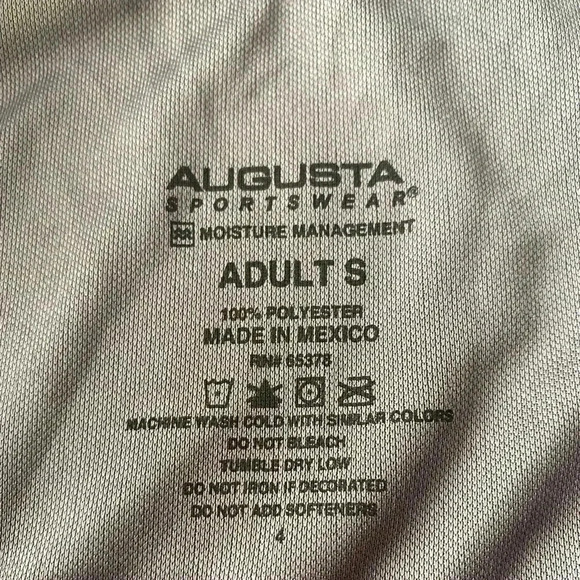 AUGUSTA
SPORTSWEAR®
MOISTURE MANAGEMENT
ADULT S
100% POLYESTER
MADE IN MEXICO
RN# 65378
MACHINE WASH COLD WITH SIMILAR COLORS
DO NOT BLEACH
TUMBLE DRY LOW
DO NOT IRON IF DECORATED
DO NOT ADD SOFTENERS
4